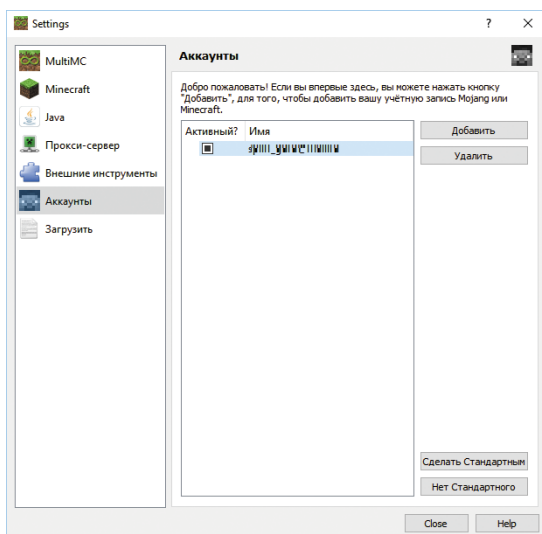 Settings
?
MultiMC
Minecraft
Java
Прокси-сервер
Внешние инструменты
Аккаунты
Загрузить
Аккаунты
Добро пожаловать! Если вы впервые здесь, вы можете нажать кнопку
"Добавить", для того, чтобы добавить вашу учётную запись Mojang или
Minecraft.
Активный? Имя
Добавить
Удалить
Сделать Стандартным
Нет Стандартного
Close
Help